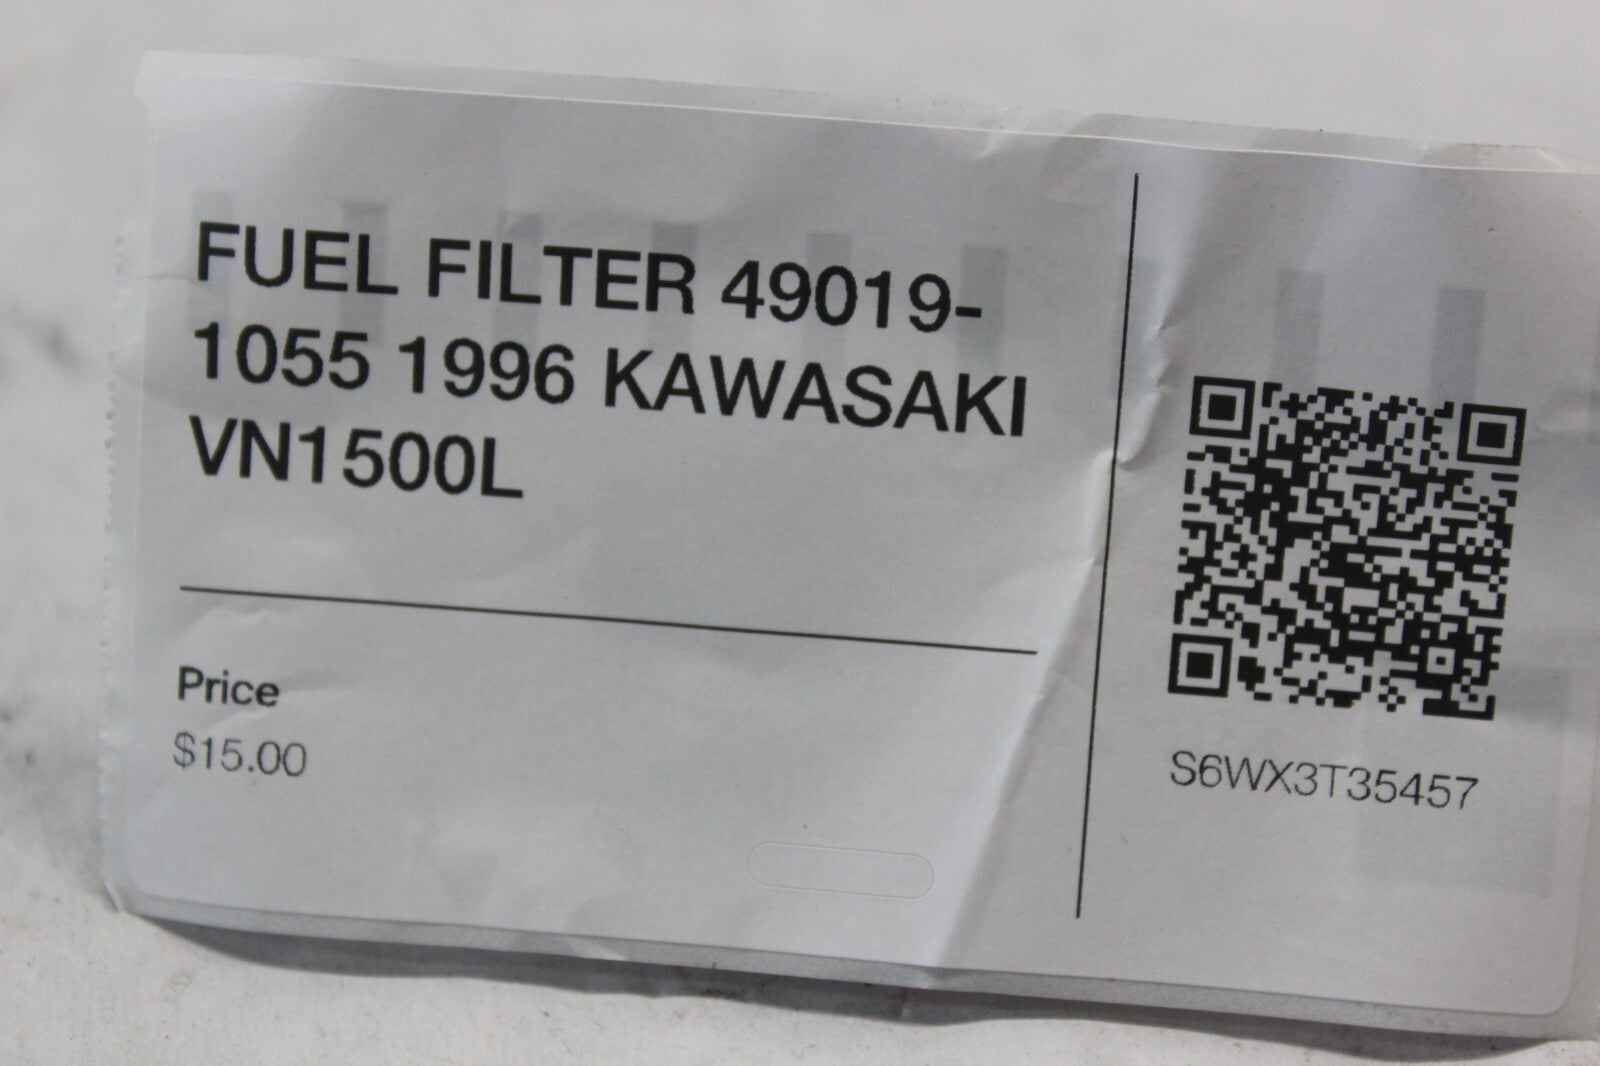 FUEL FILTER 49019-
1055 1996 KAWASAKI
VN1500L
Price
$15.00
S6WX3T35457